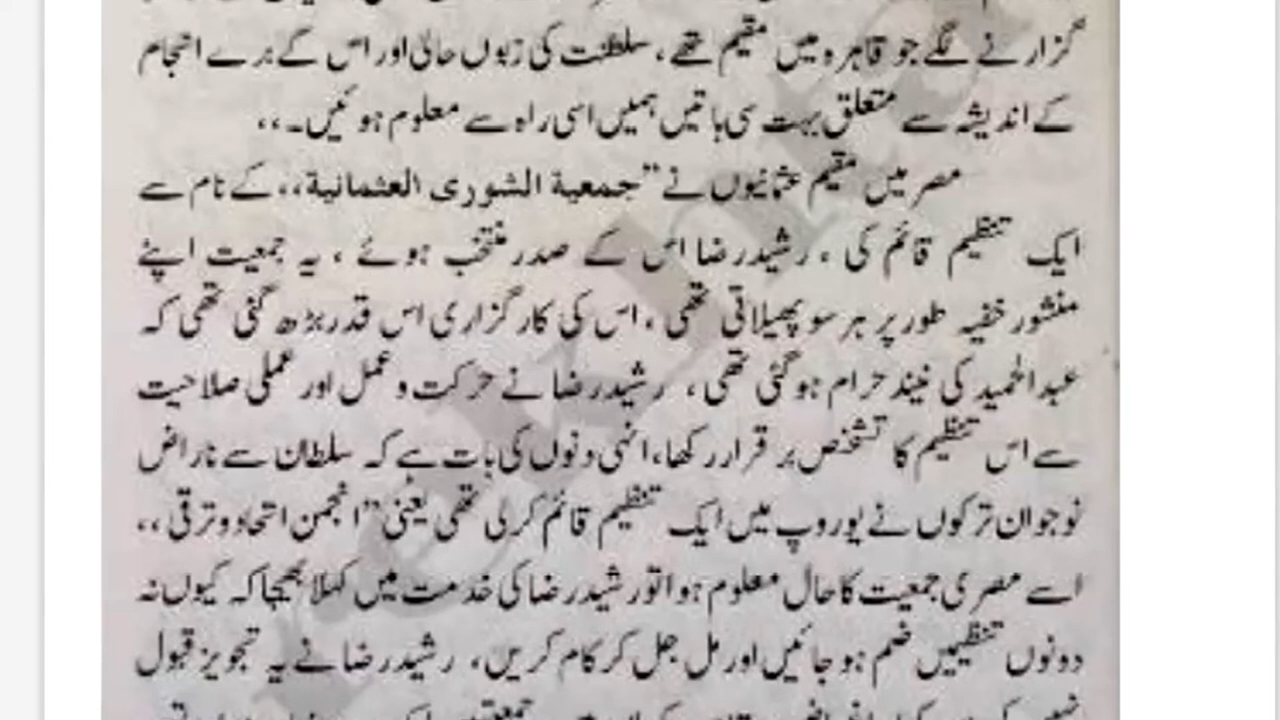 گزارنے لگے جو قاہرہ میں مقیم تھے، سلطنت کی زبوں حالی اور اس کے برے انجام
کے اندیشہ سے متعلق بہت سی باتیں ہمیں اسی راہ سے معلوم ہوئیں۔،،
مصر میں مقیم عثمانیوں نے ”جمعية الشورى العثمانية،، کے نام سے
ایک تنظیم قائم کی، رشید رضا اس کے صدر منتخب ہوئے، یہ جمعیت اپنے
منشور خفیہ طور پر ہر سو پھیلاتی تھی، اس کی کارگزاری اس قدر بڑھ گئی تھی کہ
عبدالحمید کی نیند حرام ہو گئی تھی، رشید رضا نے حرکت و عمل اور عملی صلاحیت
سے اس تنظیم کا تشخص برقرار رکھا، انہی دنوں کی بات ہے کہ سلطان سے ناراض
نوجوان ترکوں نے یوروپ میں ایک تنظیم قائم کرلی تھی یعنی ”انجمن اتحاد و ترقی،،
اسے مصری جمعیت کا حال معلوم ہوا تو رشید رضا کی خدمت میں کہلا بھیجا کہ کیوں نہ
دونوں تنظیمیں ضم ہو جائیں اور مل جل کر کام کریں، رشید رضا نے یہ تجویز قبول